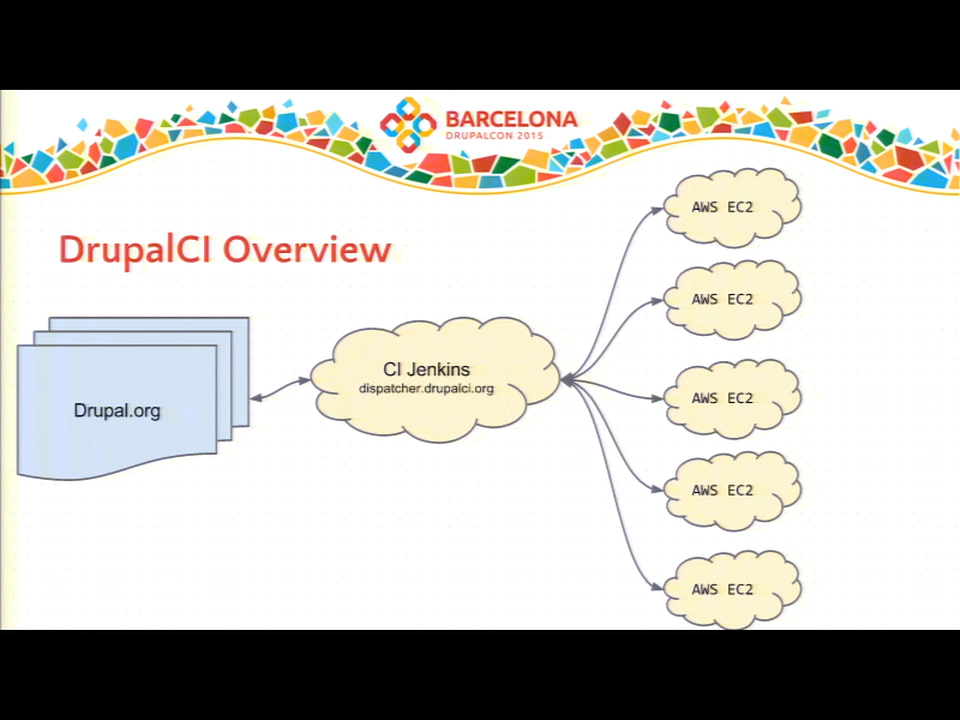 BARCELONA
DRUPALCON 2015
DrupalCI Overview
Drupal.org
CI Jenkins
dispatcher.drupalci.org
AWS EC2
AWS EC2
AWS EC2
AWS EC2
AWS EC2